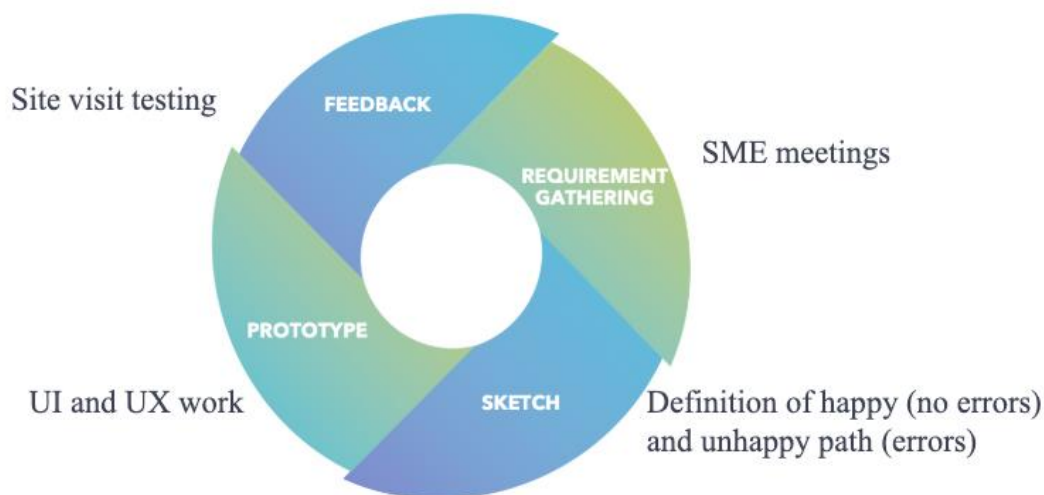 FEEDBACK
Site visit testing
SME meetings
REQUIREMENT
GATHERING
PROTOTYPE
UI and UX work
SKETCH
Definition of happy (no errors)
and unhappy path (errors)